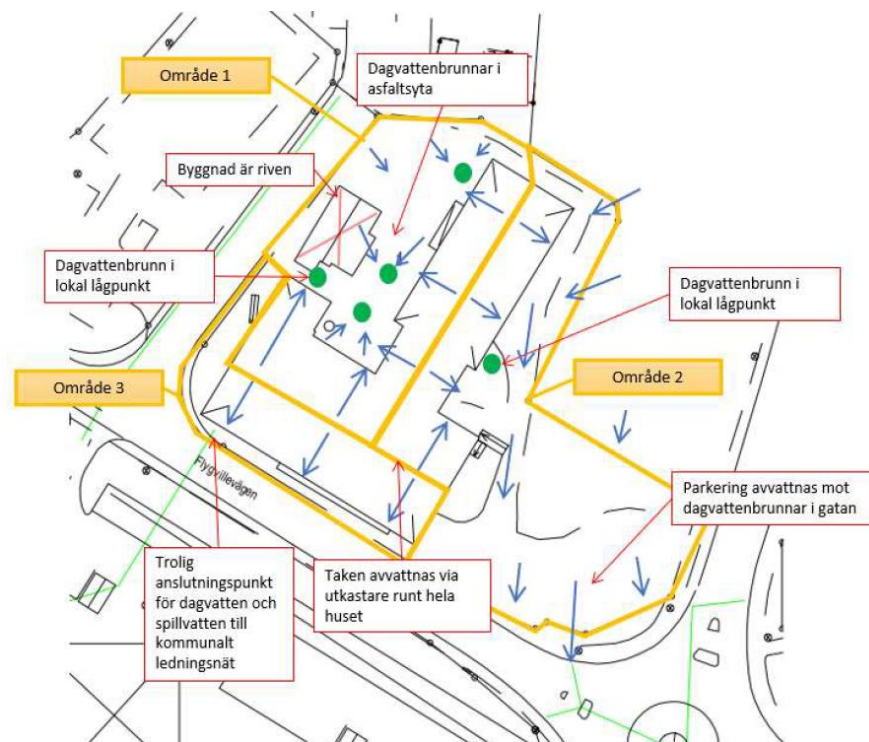 Område 1
Dagvattenbrunnar i
asfaltsyta
Byggnad är riven
Dagvattenbrunn i
lokal lågpunkt
Dagvattenbrunn i
lokal lågpunkt
Område 3
Område 2
Flygvillevägen
Parkering avvattnas mot
dagvattenbrunnar i gatan
Trolig
anslutningspunkt
för dagvatten och
spillvatten till
kommunalt
ledningsnät
Taken avvattnas via
utkastare runt hela
huset